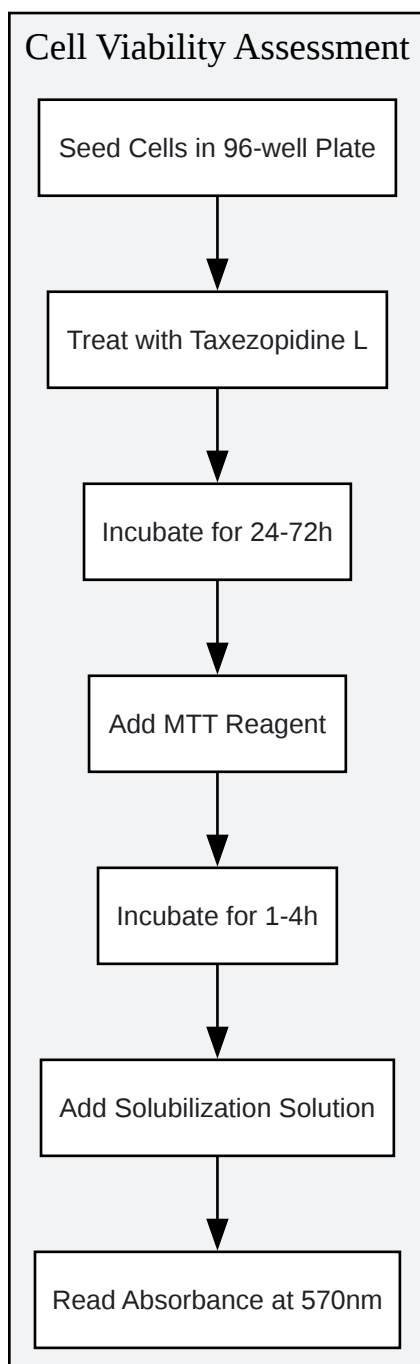 Cell Viability Assessment
Seed Cells in 96-well Plate
Treat with Taxezopidine L
Incubate for 24-72h
Add MTT Reagent
Incubate for 1-4h
Add Solubilization Solution
Read Absorbance at 570nm